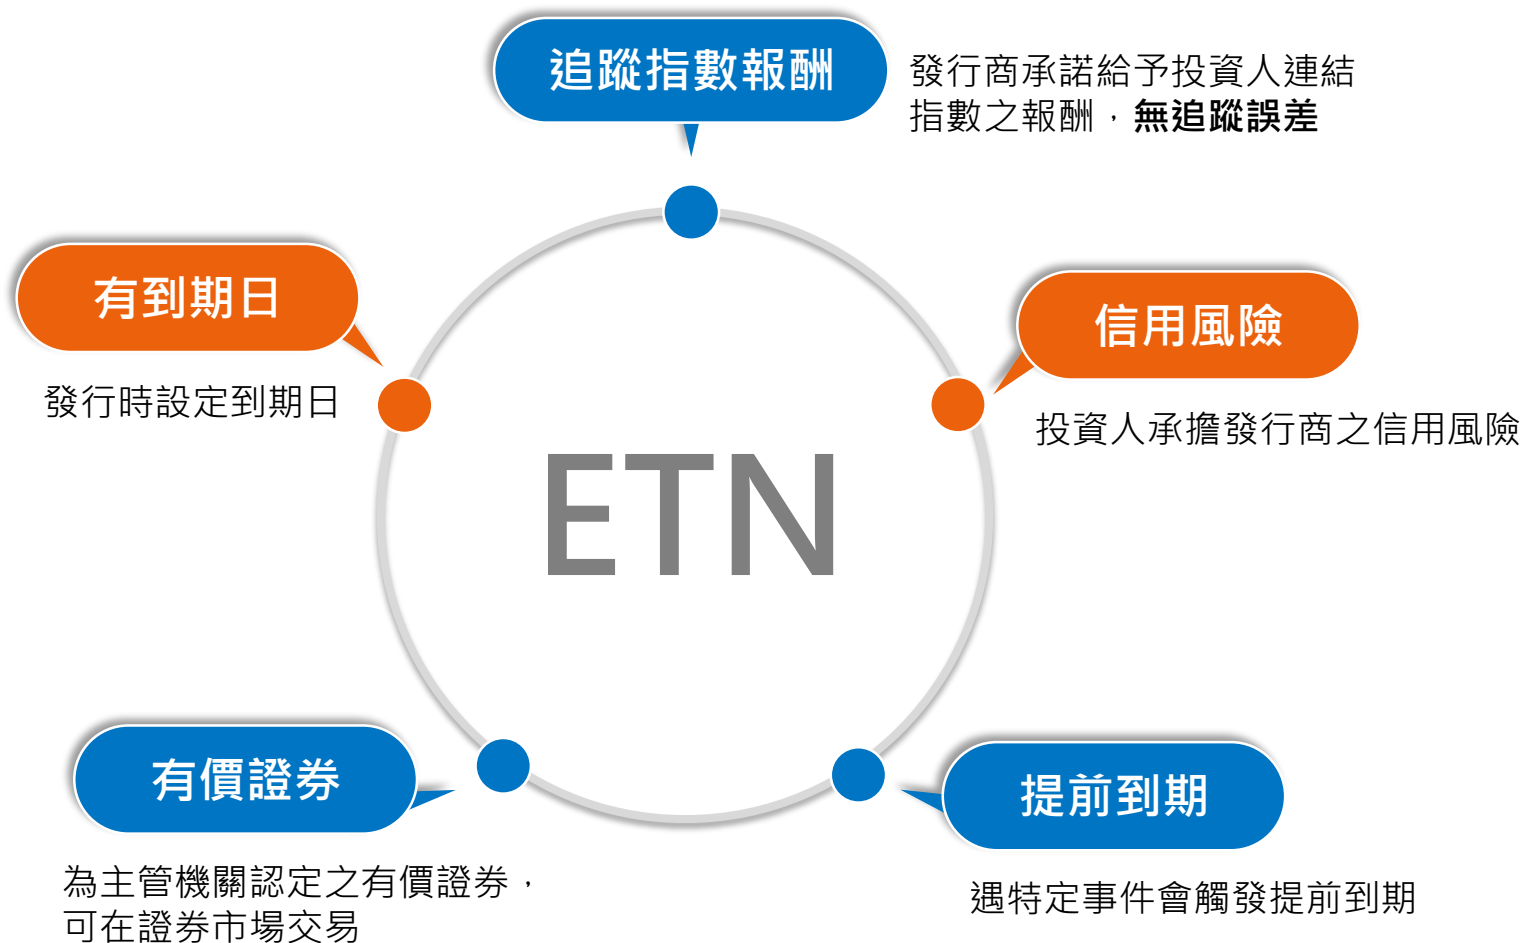 追蹤指數報酬
發行商承諾給予投資人連結
指數之報酬，無追蹤誤差
有到期日
發行時設定到期日
信用風險
投資人承擔發行商之信用風險
ETN
有價證券
為主管機關認定之有價證券，
可在證券市場交易
提前到期
遇特定事件會觸發提前到期